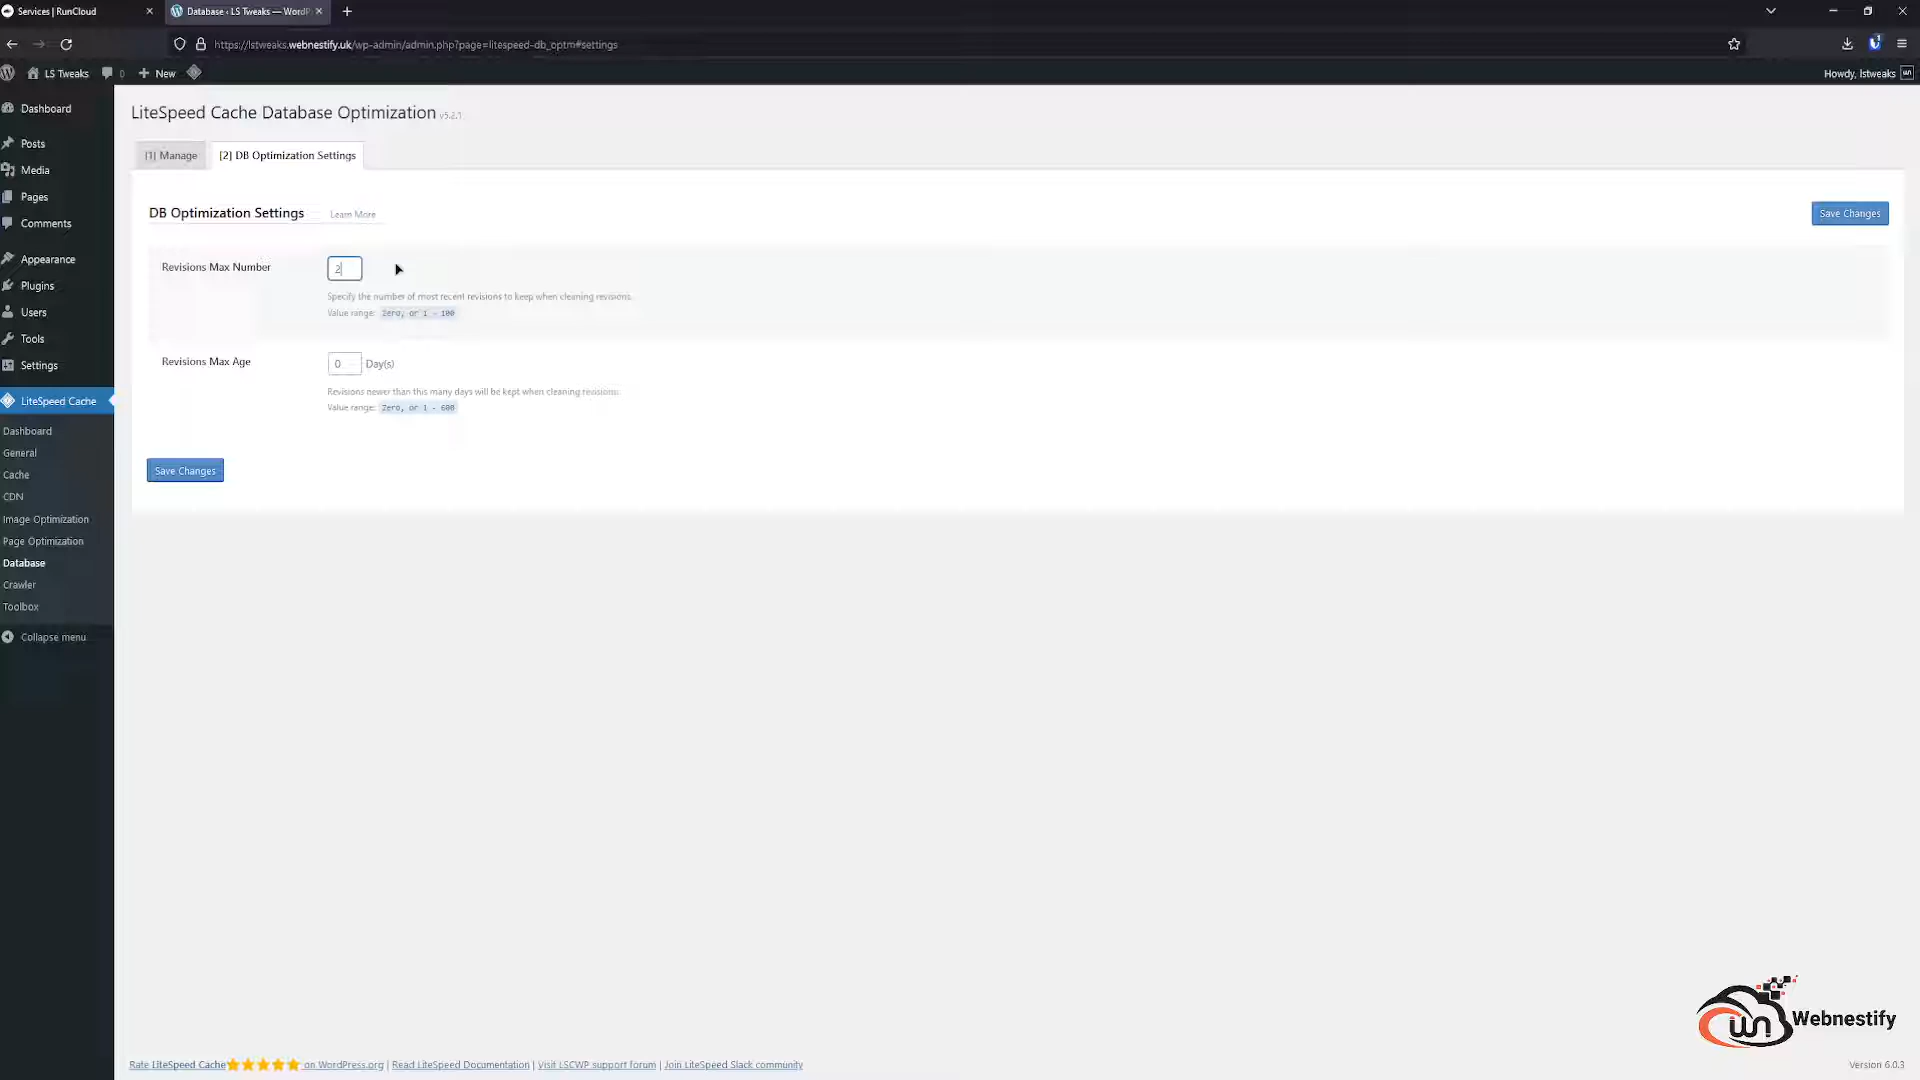 Services | RunCloud
Database ‹ LS Tweaks — WordP
https://lstweaks.webnestify.uk/wp-admin/admin.php?page=litespeed-db_optm#settings
LS Tweaks
0
New
Howdy, lstweaks
Dashboard
Posts
Media
Pages
Comments
Appearance
Plugins
Users
Tools
Settings
LiteSpeed Cache
Dashboard
General
Cache
CDN
Image Optimization
Page Optimization
Database
Crawler
Toolbox
Collapse menu
LiteSpeed Cache Database Optimization v5.2.1
[1] Manage
[2] DB Optimization Settings
DB Optimization Settings
Learn More
Save Changes
Revisions Max Number
2
Specify the number of most recent revisions to keep when cleaning revisions.
Value range: Zero, or 1 - 100
Revisions Max Age
0 Day(s)
Revisions newer than this many days will be kept when cleaning revisions.
Value range: Zero, or 1 - 600
Save Changes
wn Webnestify
Rate LiteSpeed Cache on WordPress.org | Read LiteSpeed Documentation | Visit LSCWP support forum | Join LiteSpeed Slack community
Version 6.0.3